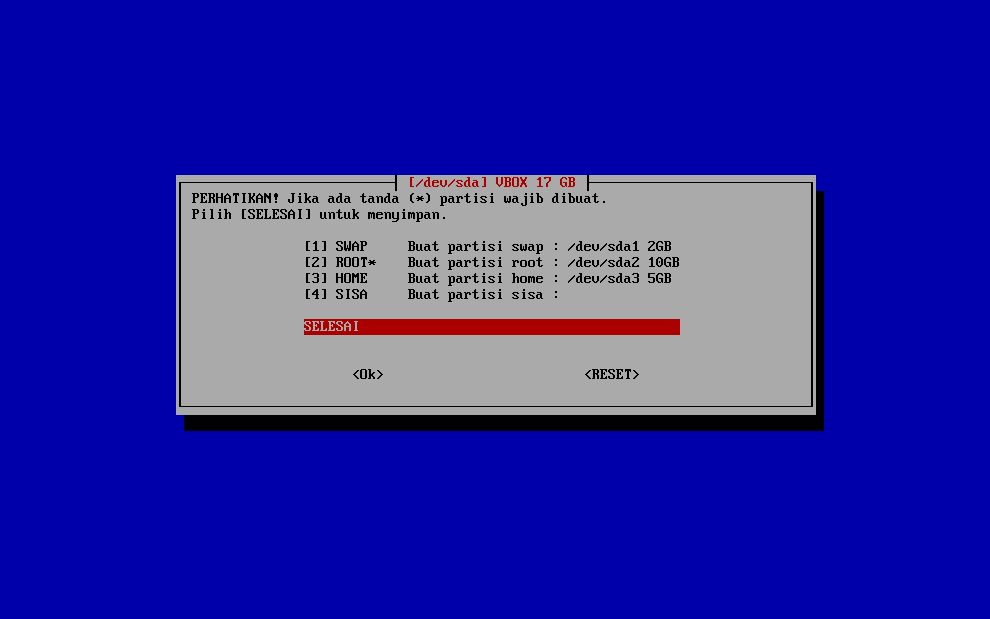 [/dev/sda] VBOX 17 GB
PERHATIKAN! Jika ada tanda (*) partisi wajib dibuat.
Pilih [SELESAI] untuk menyimpan.
[1] SWAP Buat partisi swap : /dev/sda1 2GB
[2] ROOT* Buat partisi root : /dev/sda2 10GB
[3] HOME Buat partisi home : /dev/sda3 5GB
[4] SISA Buat partisi sisa :
SELESAI
<Ok> <RESET>